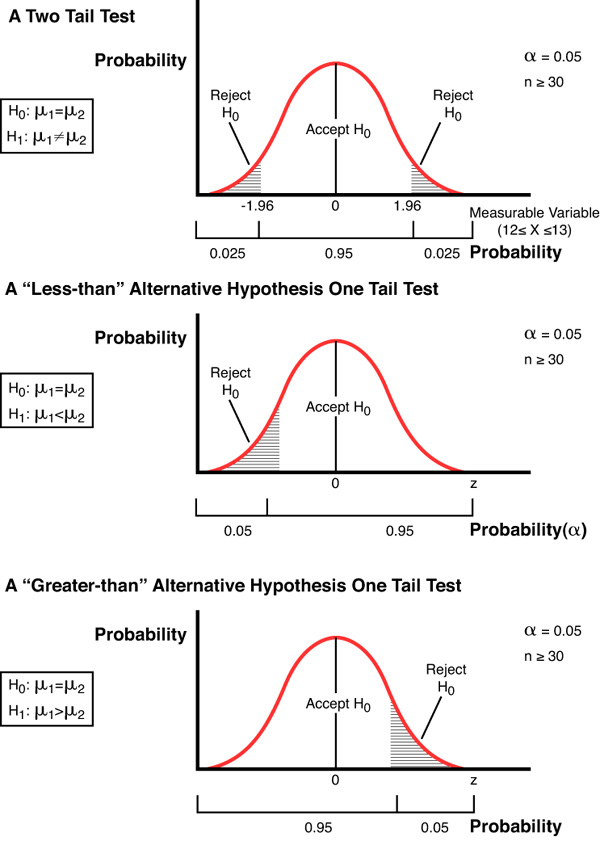 A Two Tail Test
Probability
α = 0.05
n ≥ 30
H0: μ1=μ2
H1: μ1≠μ2
Reject
H0
Accept H0
Reject
H0
-1.96 0 1.96
Measurable Variable
(12≤ X ≤13)
0.025 0.95 0.025 Probability
A “Less-than” Alternative Hypothesis One Tail Test
Probability
α = 0.05
n ≥ 30
H0: μ1=μ2
H1: μ1<μ2
Reject
H0
Accept H0
0 z
0.05 0.95 Probability(α)
A “Greater-than” Alternative Hypothesis One Tail Test
Probability
α = 0.05
n ≥ 30
H0: μ1=μ2
H1: μ1>μ2
Accept H0
Reject
H0
0 z
0.95 0.05 Probability